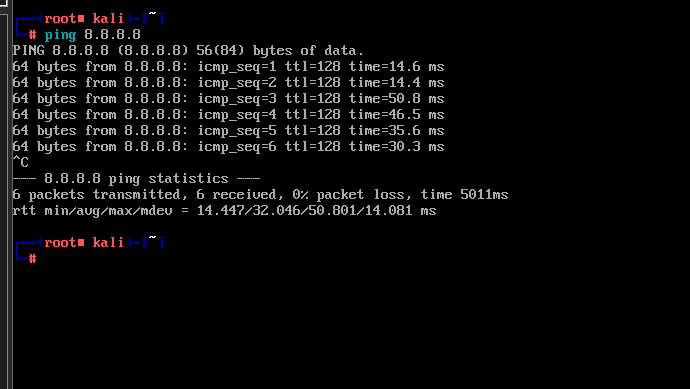 ┌──(root■ kali)-[~]
└─# ping 8.8.8.8
PING 8.8.8.8 (8.8.8.8) 56(84) bytes of data.
64 bytes from 8.8.8.8: icmp_seq=1 ttl=128 time=14.6 ms
64 bytes from 8.8.8.8: icmp_seq=2 ttl=128 time=14.4 ms
64 bytes from 8.8.8.8: icmp_seq=3 ttl=128 time=50.8 ms
64 bytes from 8.8.8.8: icmp_seq=4 ttl=128 time=46.5 ms
64 bytes from 8.8.8.8: icmp_seq=5 ttl=128 time=35.6 ms
64 bytes from 8.8.8.8: icmp_seq=6 ttl=128 time=30.3 ms
^C
--- 8.8.8.8 ping statistics ---
6 packets transmitted, 6 received, 0% packet loss, time 5011ms
rtt min/avg/max/mdev = 14.447/32.046/50.801/14.081 ms
┌──(root■ kali)-[~]
└─#